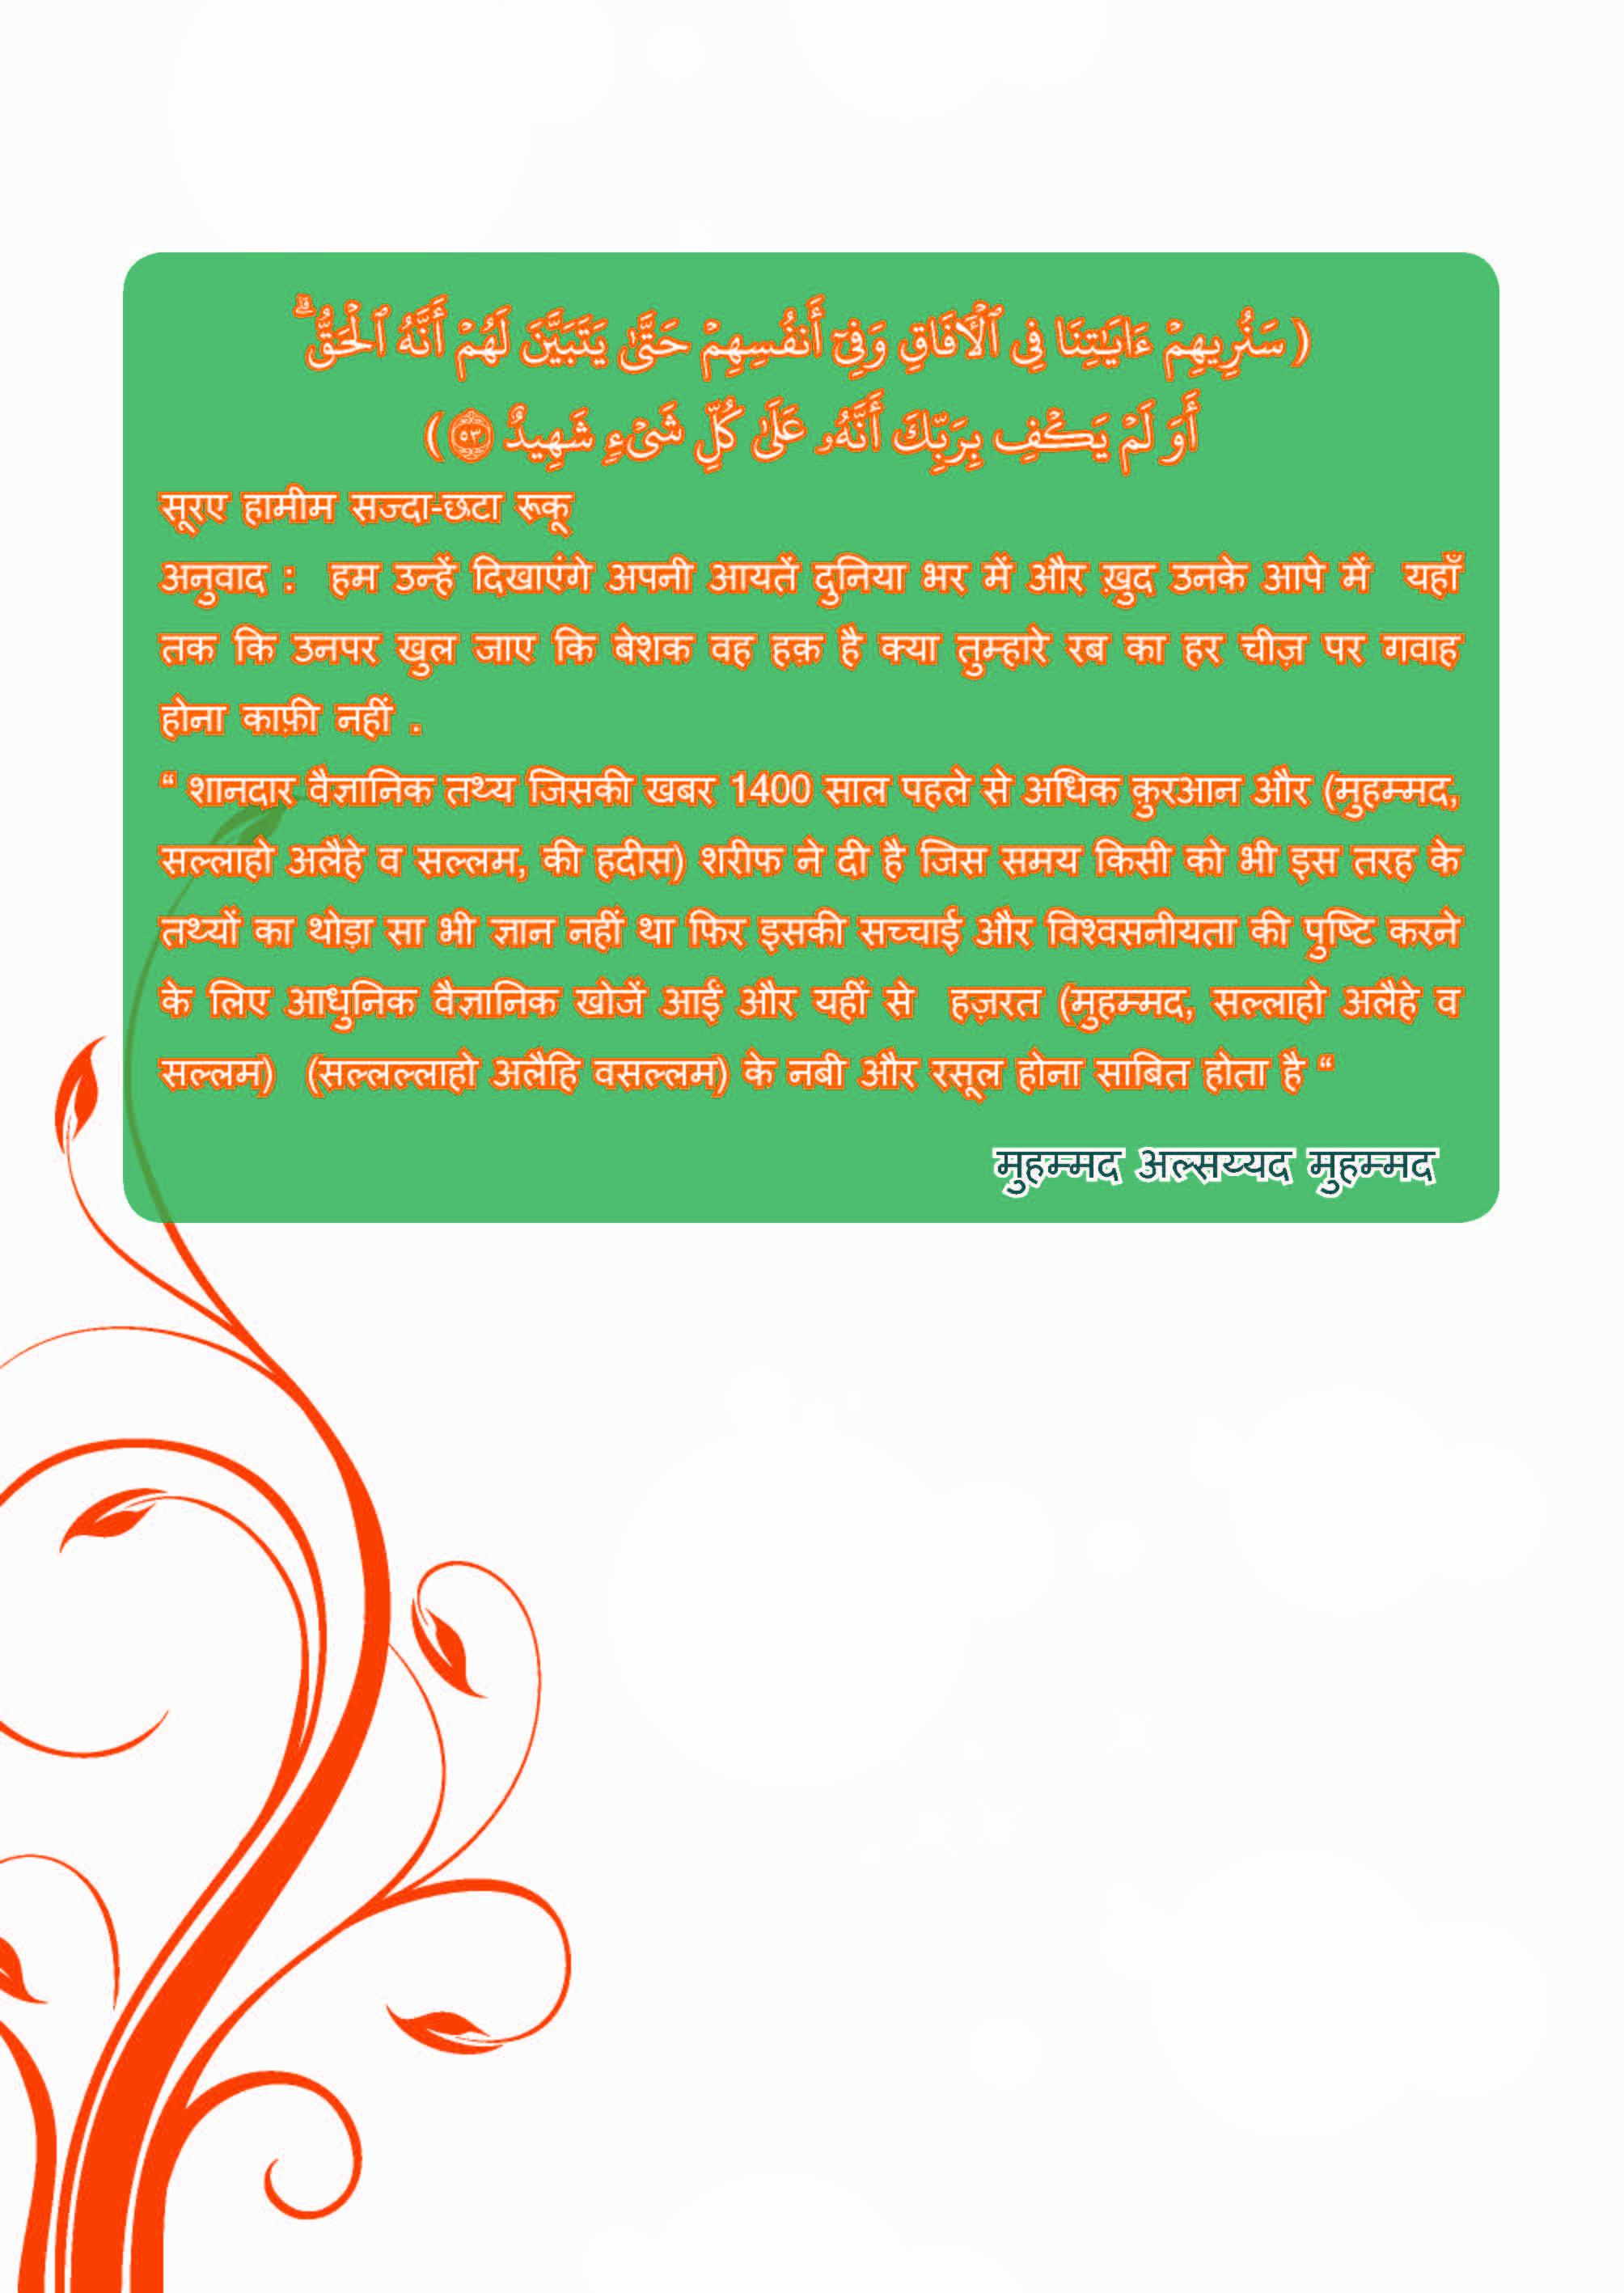 ( سَنُرِيهِمْ ءَايَـٰتِنَا فِى ٱلْـَٔافَاقِ وَفِىٓ أَنفُسِهِمْ حَتَّىٰ يَتَبَيَّنَ لَهُمْ أَنَّهُ ٱلْحَقُّ ۗ
أَوَ لَمْ يَكْفِ بِرَبِّكَ أَنَّهُۥ عَلَىٰ كُلِّ شَىْءٍ شَهِيدٌ ۝٥٣ )
सूरए हामीम सज्दा-छटा रूकू
अनुवाद : हम उन्हें दिखाएंगे अपनी आयतें दुनिया भर में और ख़ुद उनके आपे में यहाँ
तक कि उनपर खुल जाए कि बेशक वह हक़ है क्या तुम्हारे रब का हर चीज़ पर गवाह
होना काफ़ी नहीं .
“ शानदार वैज्ञानिक तथ्य जिसकी खबर 1400 साल पहले से अधिक क़ुरआन और (मुहम्मद,
सल्लाहो अलैहे व सल्लम, की हदीस) शरीफ ने दी है जिस समय किसी को भी इस तरह के
तथ्यों का थोड़ा सा भी ज्ञान नहीं था फिर इसकी सच्चाई और विश्वसनीयता की पुष्टि करने
के लिए आधुनिक वैज्ञानिक खोजें आईं और यहीं से हज़रत (मुहम्मद, सल्लाहो अलैहे व
सल्लम) (सल्लल्लाहो अलैहि वसल्लम) के नबी और रसूल होना साबित होता है “
मुहम्मद अल्सय्यद मुहम्मद